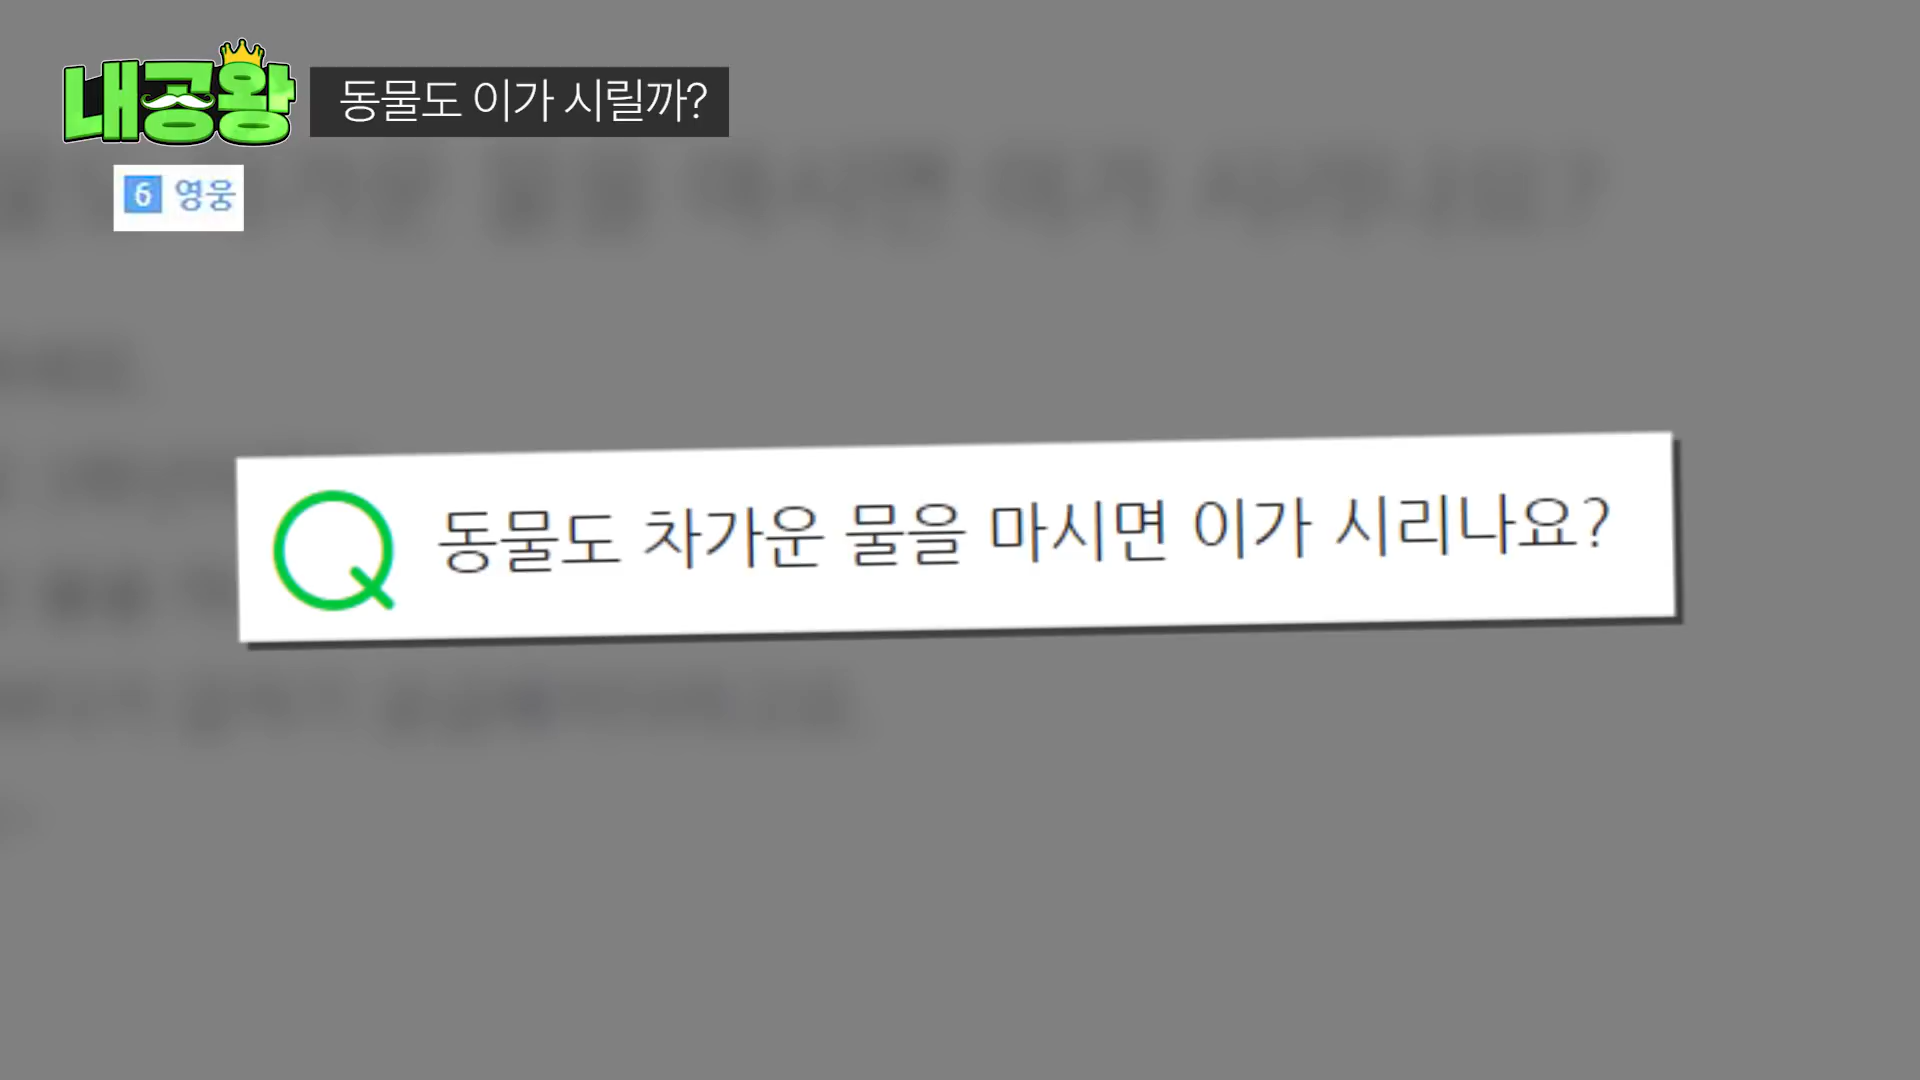 내공왕
동물도 이가 시릴까?
6 영웅
Q 동물도 차가운 물을 마시면 이가 시리나요?